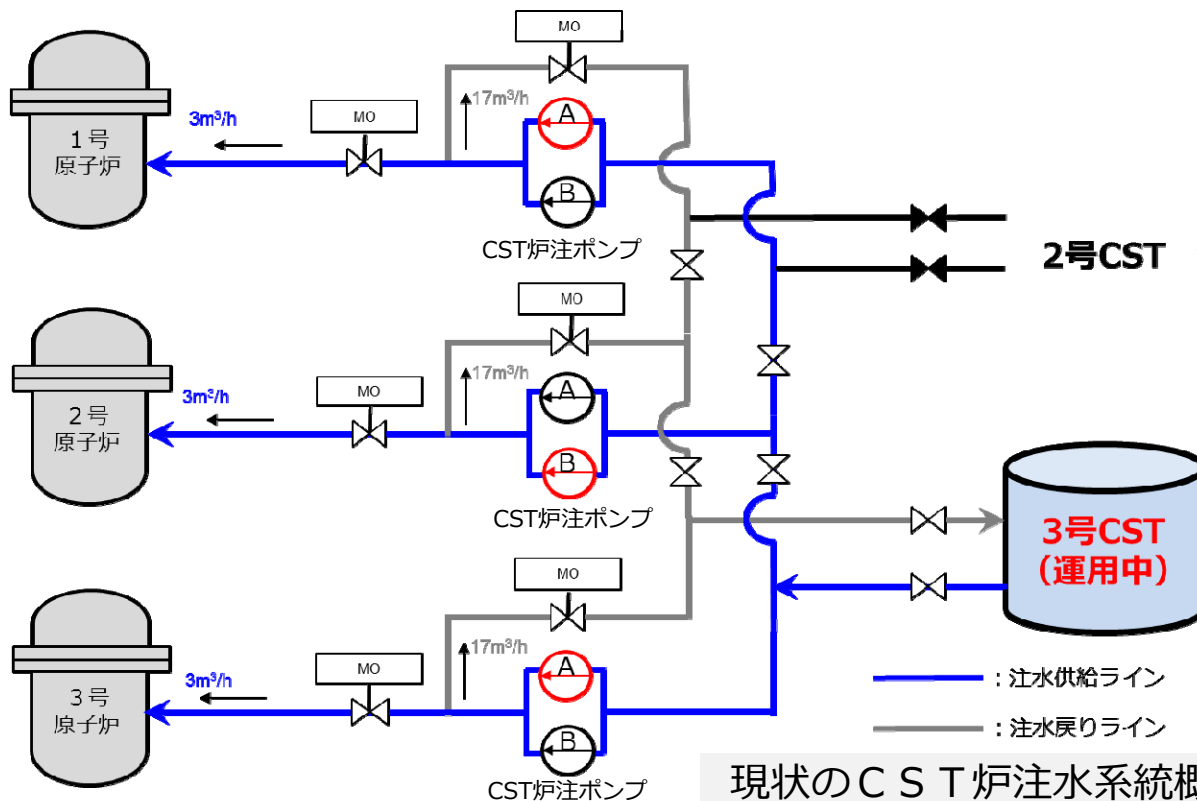 MO
17m³/h
A
3m³/h
MO
1号
原子炉
B
CST炉注ポンプ
2号CST
MO
17m³/h
A
3m³/h
MO
2号
原子炉
B
CST炉注ポンプ
3号CST
(運用中)
MO
17m³/h
A
3m³/h
MO
3号
原子炉
B
CST炉注ポンプ
:注水供給ライン
:注水戻りライン
現状のCST炉注水系統概